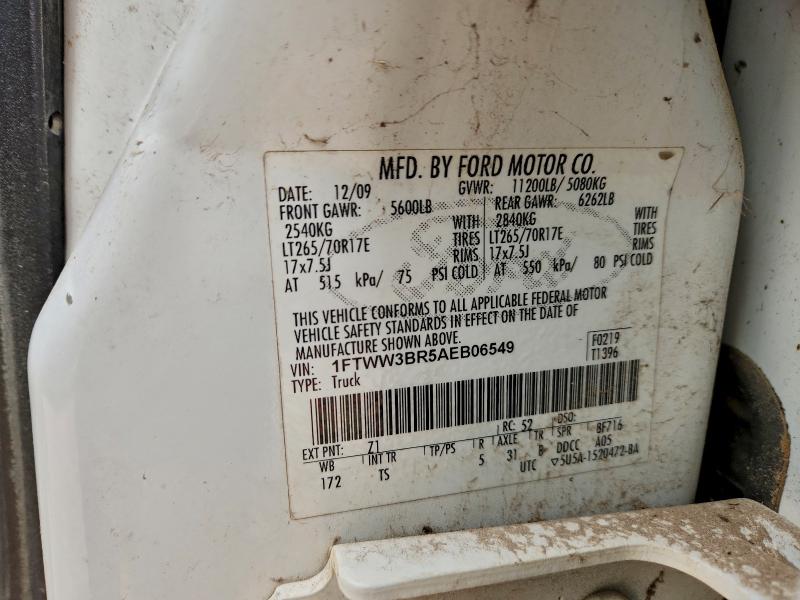 MFD. BY FORD MOTOR CO.
DATE: 12/09 GVWR: 11200LB/ 5080KG
FRONT GAWR: 5600LB REAR GAWR: 6262LB
2540KG WITH 2840KG WITH
LT265/70R17E TIRES LT265/70R17E TIRES
17x7.5J RIMS 17x7.5J RIMS
AT 515 kPa/ 75 PSI COLD AT 550 kPa/ 80 PSI COLD
THIS VEHICLE CONFORMS TO ALL APPLICABLE FEDERAL MOTOR
VEHICLE SAFETY STANDARDS IN EFFECT ON THE DATE OF
MANUFACTURE SHOWN ABOVE.
VIN: 1FTWW3BR5AEB06549 F0219
TYPE: Truck T1396
RC: 52 DSO:
EXT PNT: Z1 BF716
WB INT TR TP/PS R AXLE TR SPR A05
172 TS 5 31 B DDCC
UTC ▽5U5A-1520472-BA